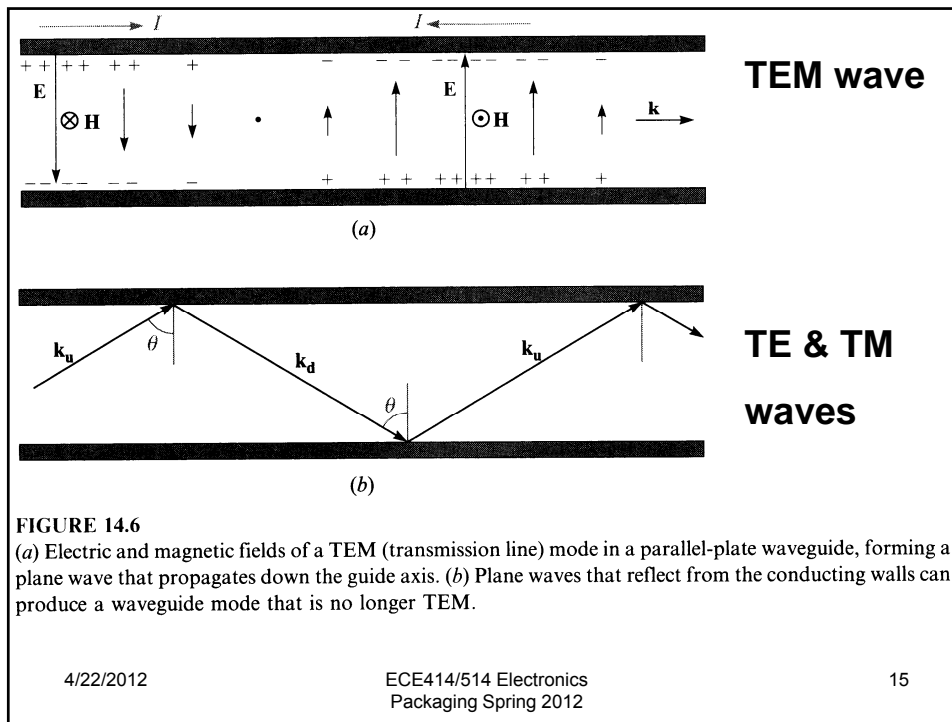 I I
++ ++ ++ + − −− −− −− −−
E E
TEM wave
⊗ H ⊙ H k
−− −− −− − + ++ ++ ++ ++ +
(a)
θ
k_u k_d k_u
θ
TE & TM
waves
(b)
FIGURE 14.6
(a) Electric and magnetic fields of a TEM (transmission line) mode in a parallel-plate waveguide, forming a
plane wave that propagates down the guide axis. (b) Plane waves that reflect from the conducting walls can
produce a waveguide mode that is no longer TEM.
4/22/2012
ECE414/514 Electronics
Packaging Spring 2012
15